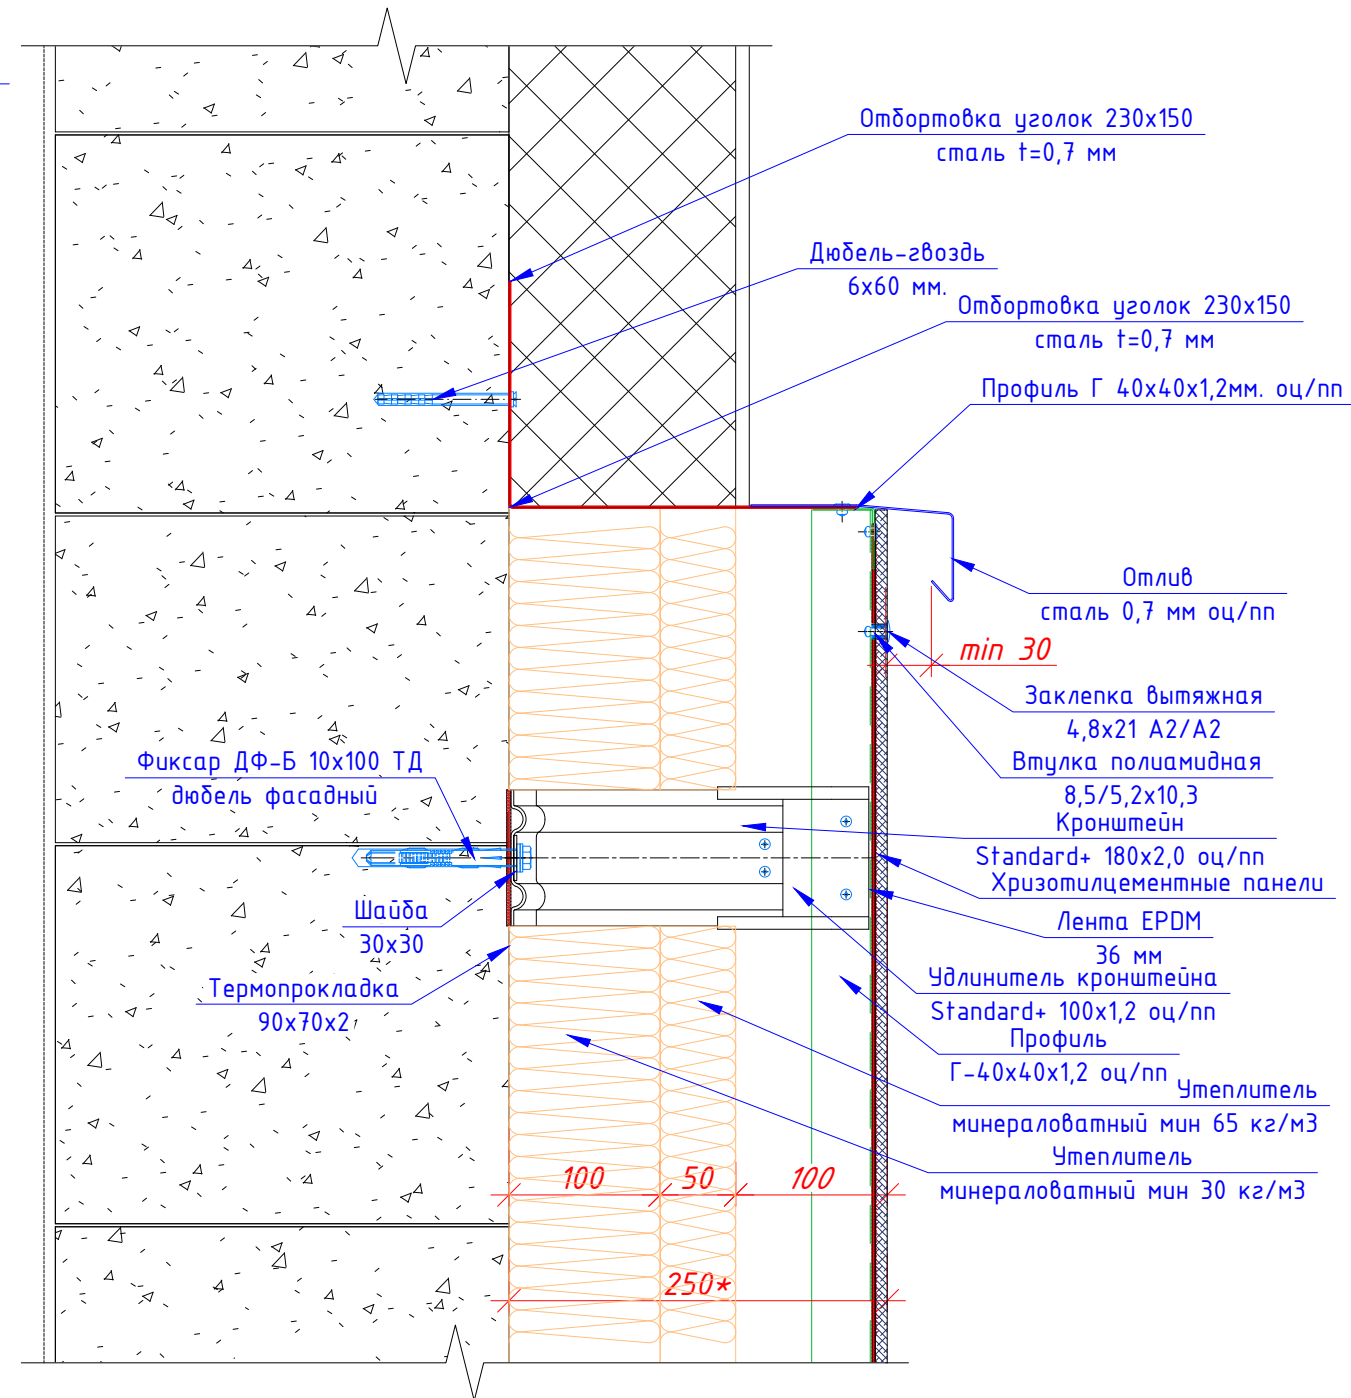 Отбортовка уголок 230х150
сталь t=0,7 мм
Дюбель-гвоздь
6х60 мм.
Отбортовка уголок 230х150
сталь t=0,7 мм
Профиль Г 40х40х1,2мм. оц/пп
Отлив
сталь 0,7 мм оц/пп
min 30
Заклепка вытяжная
4,8х21 А2/А2
Втулка полиамидная
8,5/5,2х10,3
Фиксар ДФ-Б 10х100 ТД
дюбель фасадный
Кронштейн
Standard+ 180х2,0 оц/пп
Хризотилцементные панели
Шайба
30х30
Лента EPDM
36 мм
Термопрокладка
90х70х2
Удлинитель кронштейна
Standard+ 100х1,2 оц/пп
Профиль
Г-40х40х1,2 оц/пп
Утеплитель
минераловатный мин 65 кг/м3
Утеплитель
минераловатный мин 30 кг/м3
100
50
100
250*